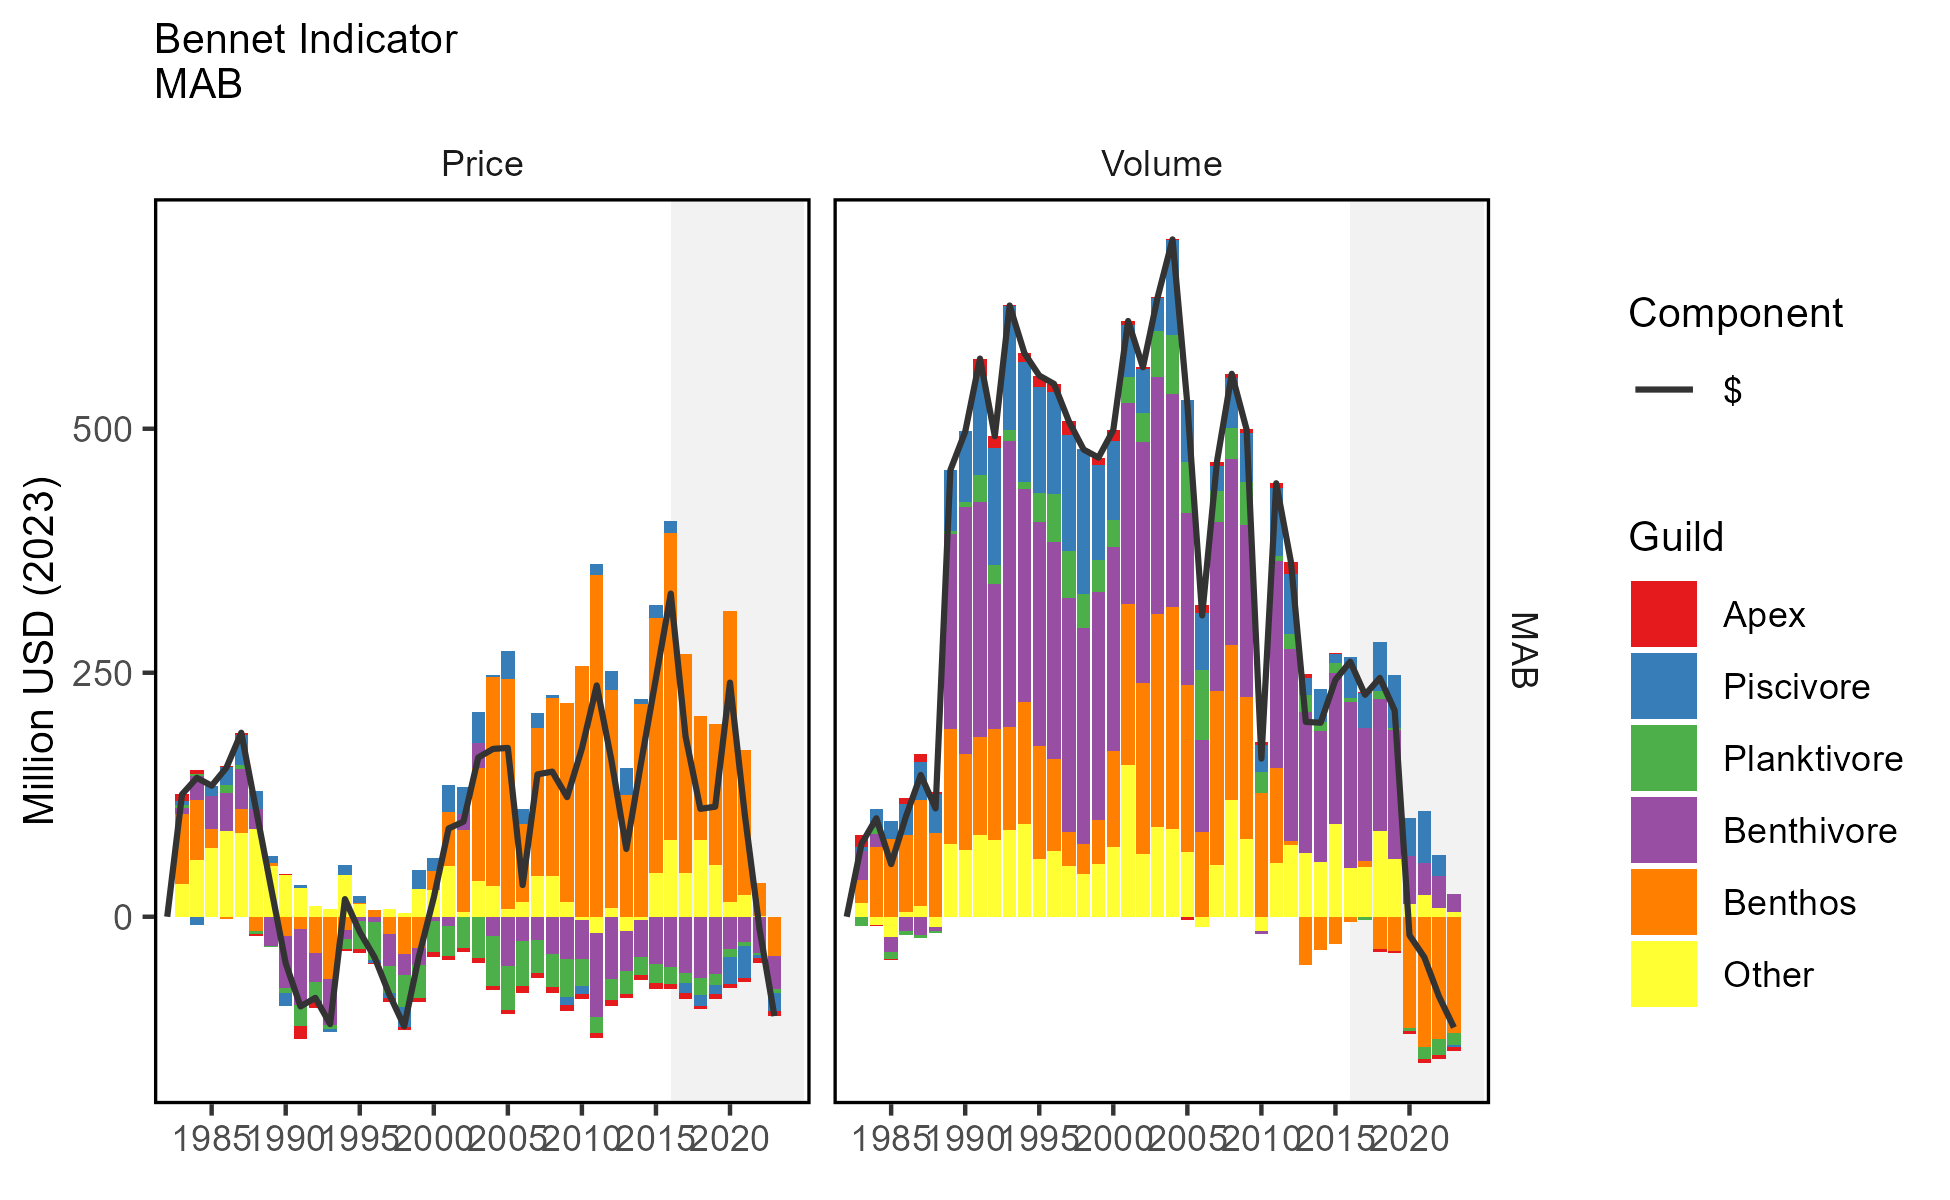 Bennet Indicator
MAB
Price
Volume
Million USD (2023)
500
250
0
1985 1990 1995 2000 2005 2010 2015 2020
1985 1990 1995 2000 2005 2010 2015 2020
MAB
Component
$
Guild
Apex
Piscivore
Planktivore
Benthivore
Benthos
Other